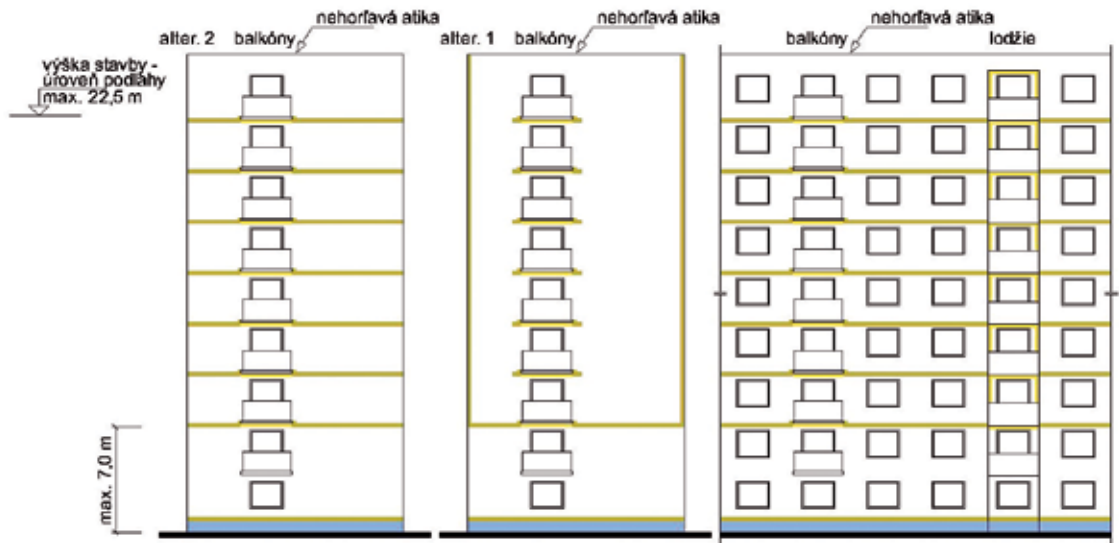 nehorľavá atika
alter. 2 balkóny
výška stavby -
úroveň podlahy
max. 22,5 m
max. 7,0 m
nehorľavá atika
alter. 1 balkóny
nehorľavá atika
balkóny lodžie